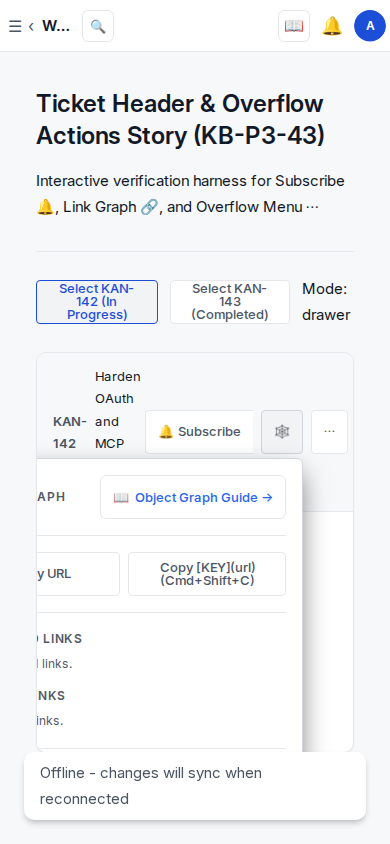 W...
A
Ticket Header & Overflow
Actions Story (KB-P3-43)
Interactive verification harness for Subscribe
🔔, Link Graph 🔗, and Overflow Menu ⋯
Select KAN-
142 (In
Progress)
Select KAN-
143
(Completed)
Mode:
drawer
KAN-
142
Harden
OAuth
and
MCP
🔔 Subscribe
⋯
APH
📖 Object Graph Guide →
y URL
Copy [KEY](url)
(Cmd+Shift+C)
LINKS
links.
NKS
inks.
Offline - changes will sync when
reconnected